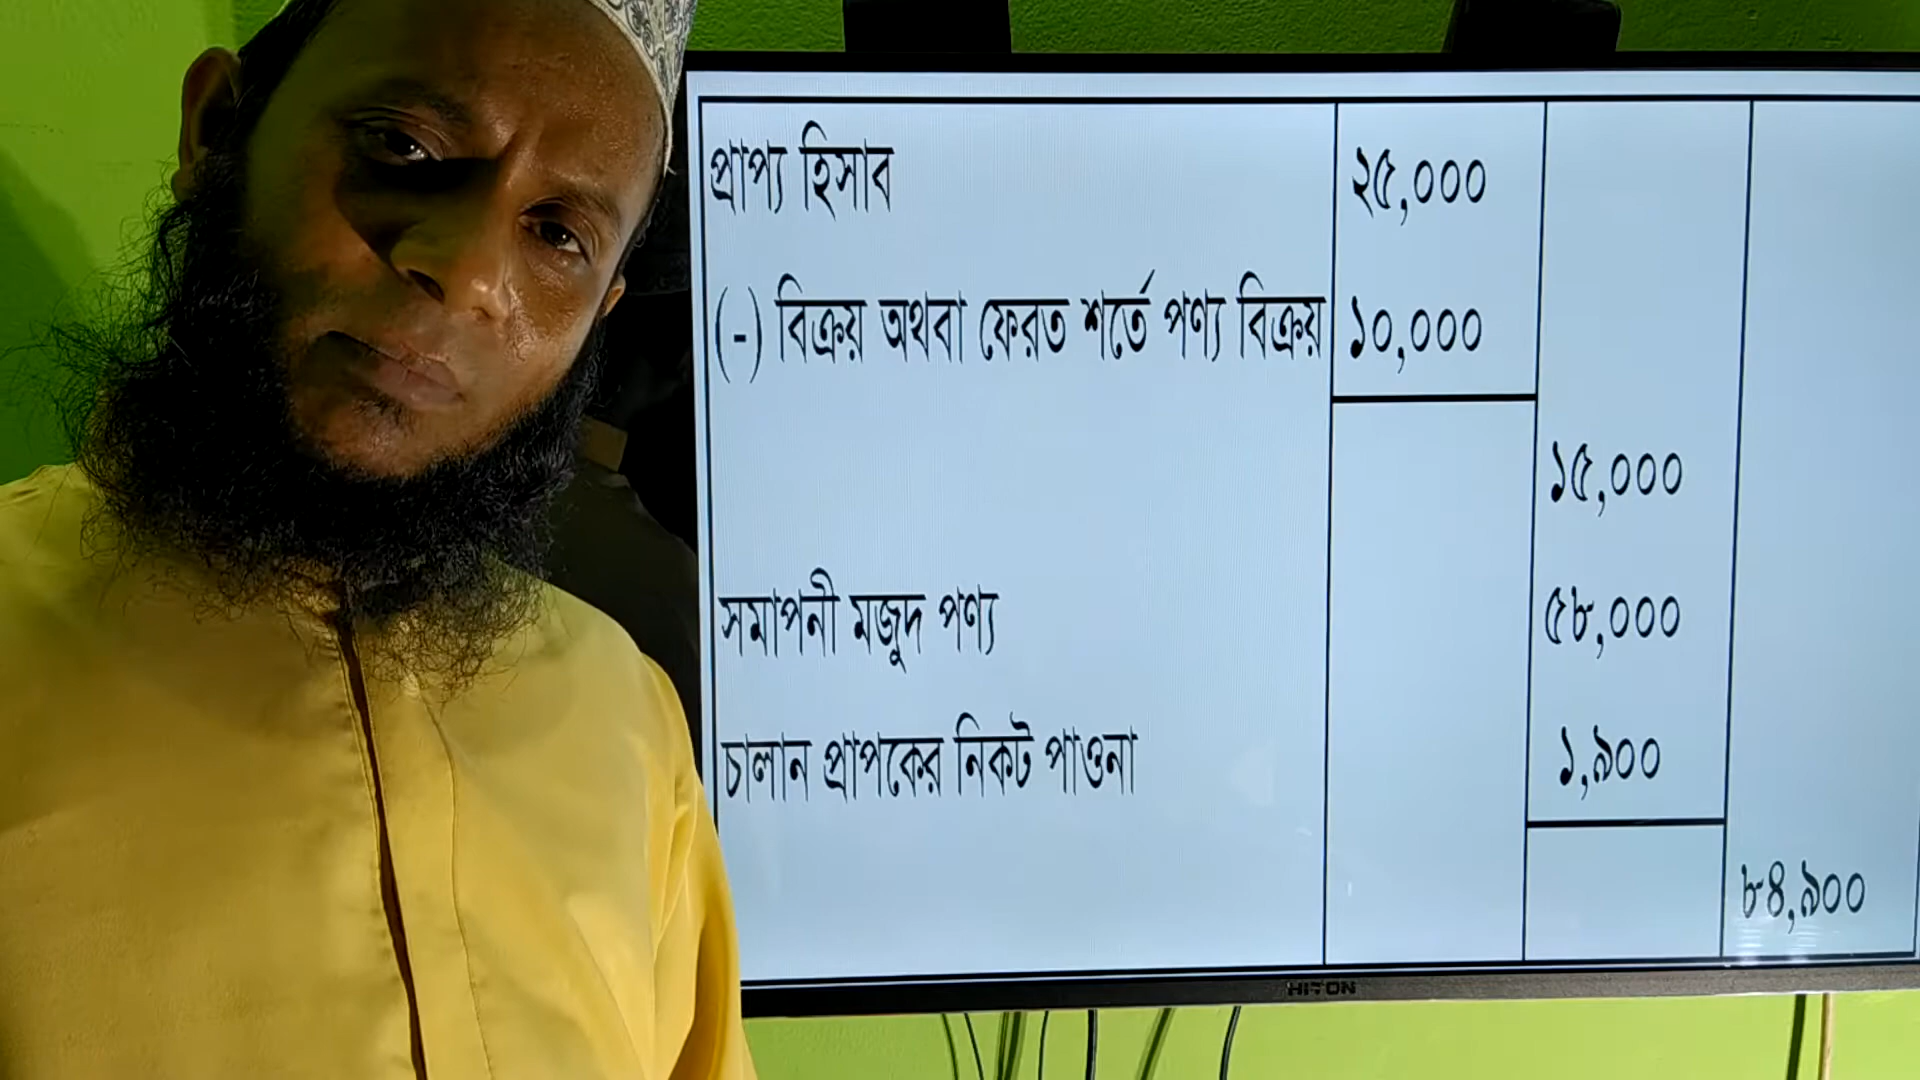 প্রাপ্য হিসাব ২৫,০০০
(-) বিক্রয় অথবা ফেরত শর্তে পণ্য বিক্রয় ১০,০০০
১৫,০০০
সমাপনী মজুদ পণ্য ৫৮,০০০
চালান প্রাপকের নিকট পাওনা ১,৯০০
৮৪,৯০০
HITON